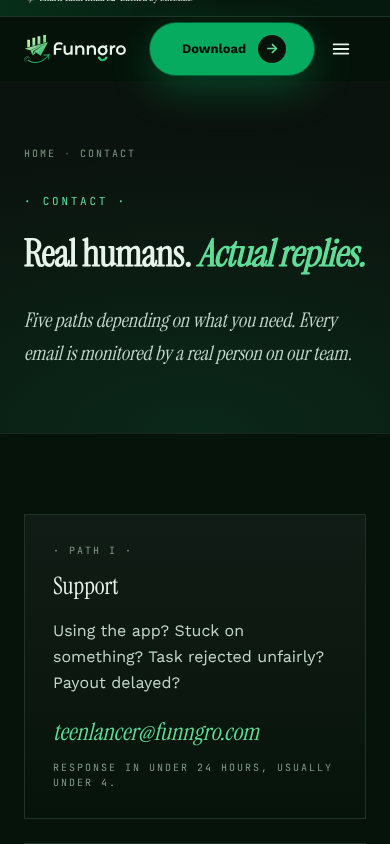 Funngro
Download
HOME · CONTACT
· CONTACT ·
Real humans. Actual replies.
Five paths depending on what you need. Every
email is monitored by a real person on our team.
· PATH I ·
Support
Using the app? Stuck on
something? Task rejected unfairly?
Payout delayed?
teenlancer@funngro.com
RESPONSE IN UNDER 24 HOURS, USUALLY
UNDER 4.